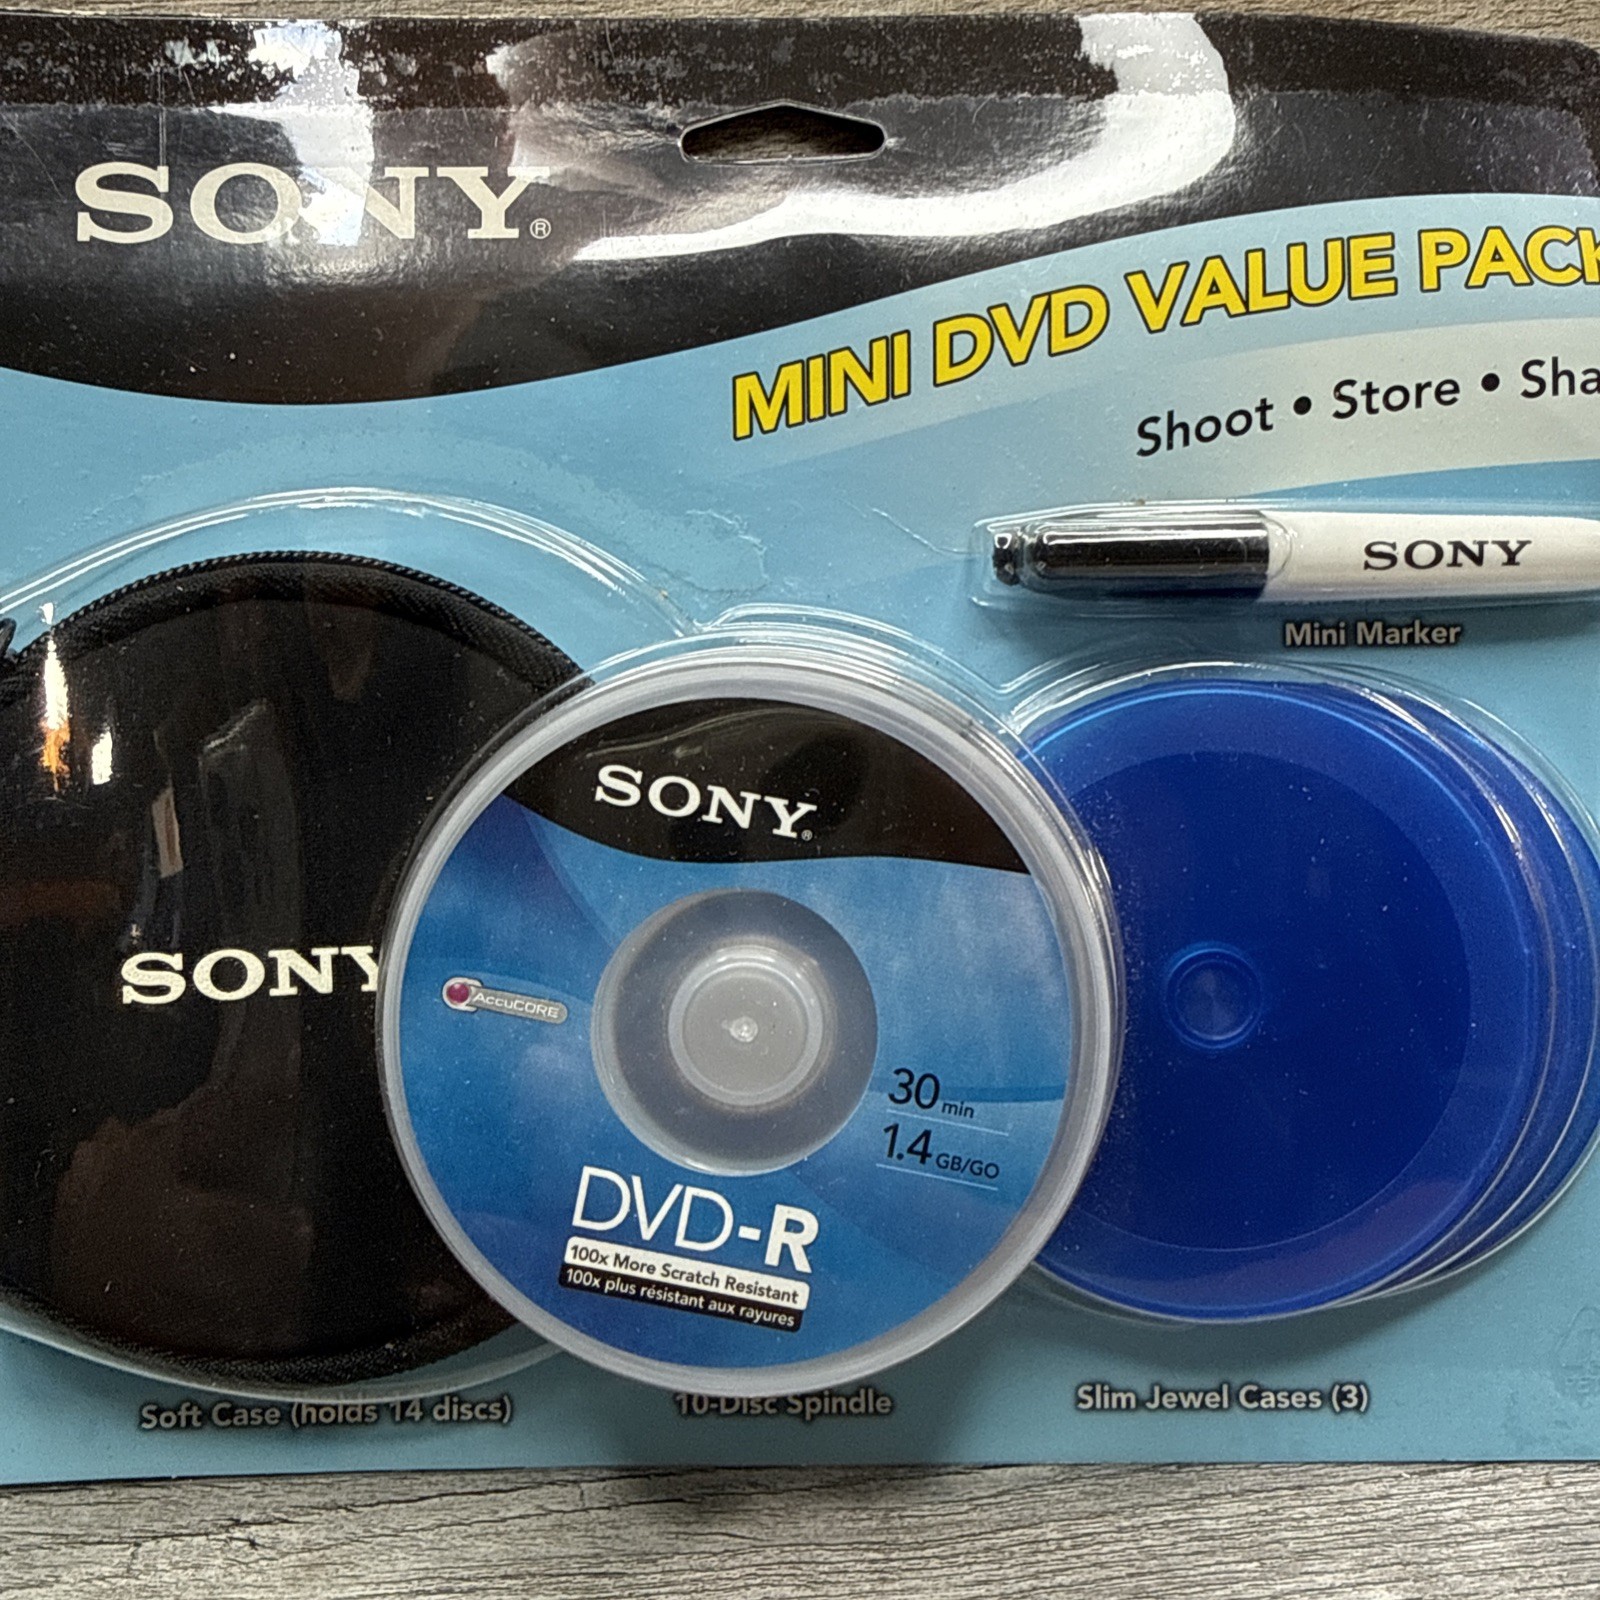 SONY®
MINI DVD VALUE PACK
Shoot • Store • Sha
SONY
Mini Marker
SONY®
SONY
AccuCORE
30 min
1.4 GB/GO
DVD-R
100x More Scratch Resistant
100x plus résistant aux rayures
Soft Case (holds 14 discs)
10-Disc Spindle
Slim Jewel Cases (3)